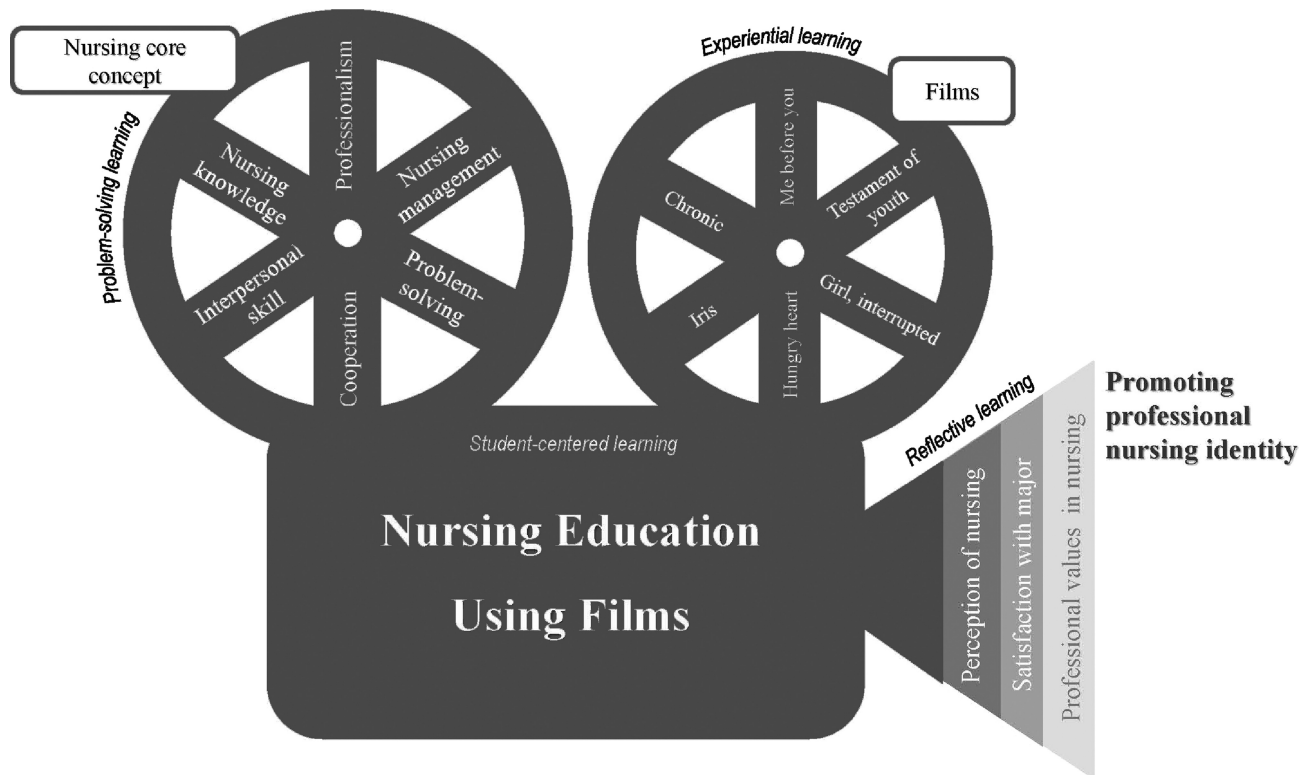 Nursing core
concept
Problem-solving learning
Professionalism
Nursing
management
Problem-
solving
Cooperation
Interpersonal
skill
Nursing
knowledge
Experiential learning
Films
Me before you
Testament of
youth
Girl, interrupted
Hungry heart
Iris
Chronic
Student-centered learning
Nursing Education
Using Films
Reflective learning
Perception of nursing
Satisfaction with major
Professional values in nursing
Promoting
professional
nursing identity